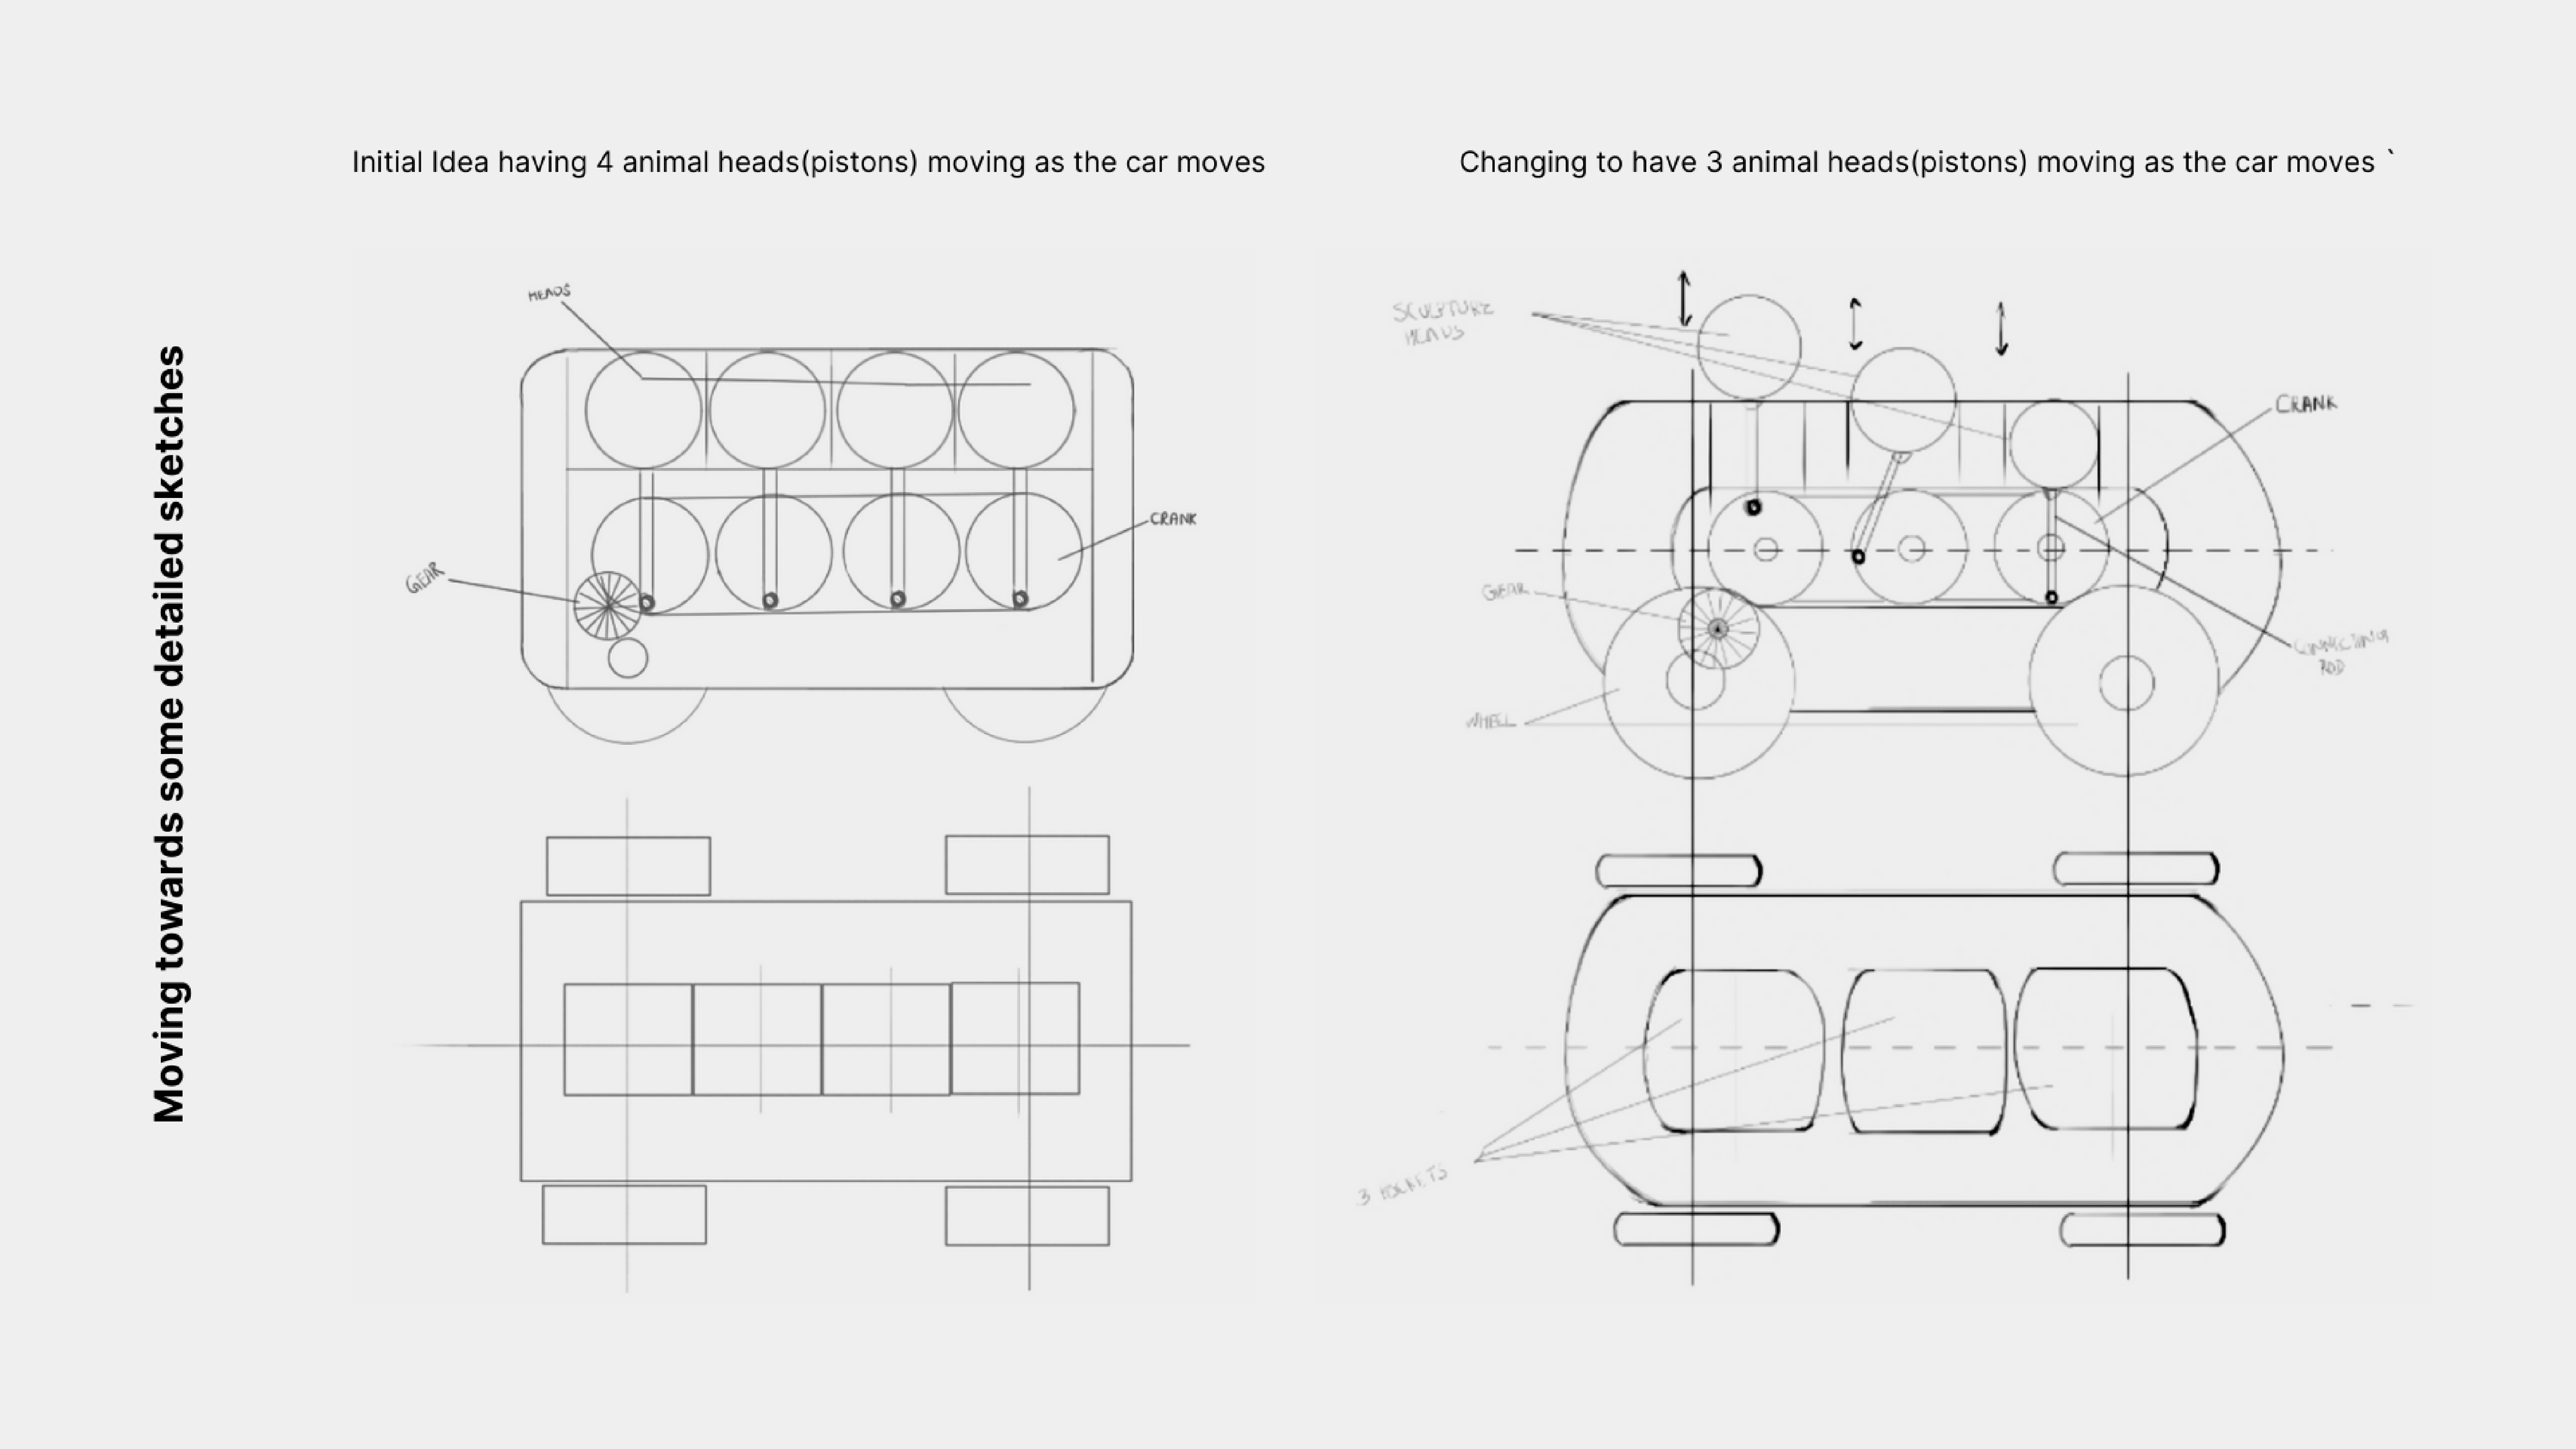 Moving towards some detailed sketches
Initial Idea having 4 animal heads(pistons) moving as the car moves
HEADS
CRANK
GEAR
Changing to have 3 animal heads(pistons) moving as the car moves `
SCULPTURE
HEADS
CRANK
GEAR
CONNECTING
ROD
WHEEL
3 POCKETS